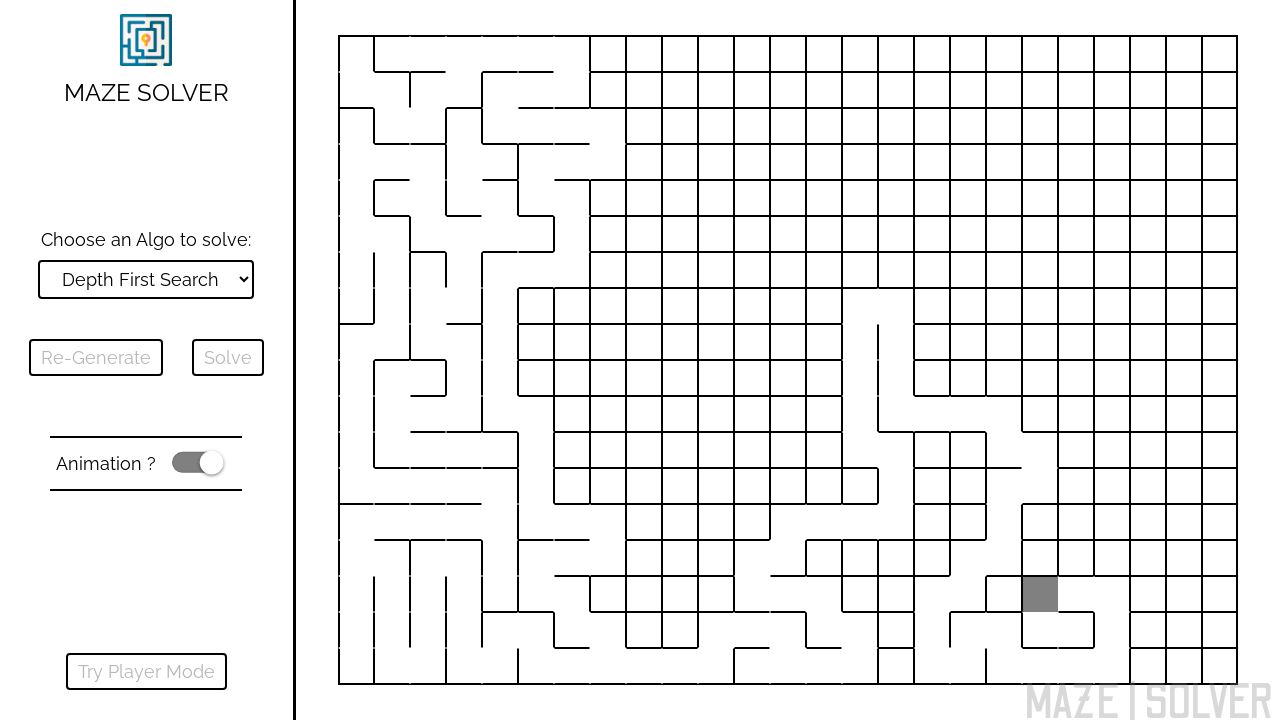 MAZE SOLVER
Choose an Algo to solve:
Depth First Search
Re-Generate
Solve
Animation ?
Try Player Mode
MAZE | SOLVER